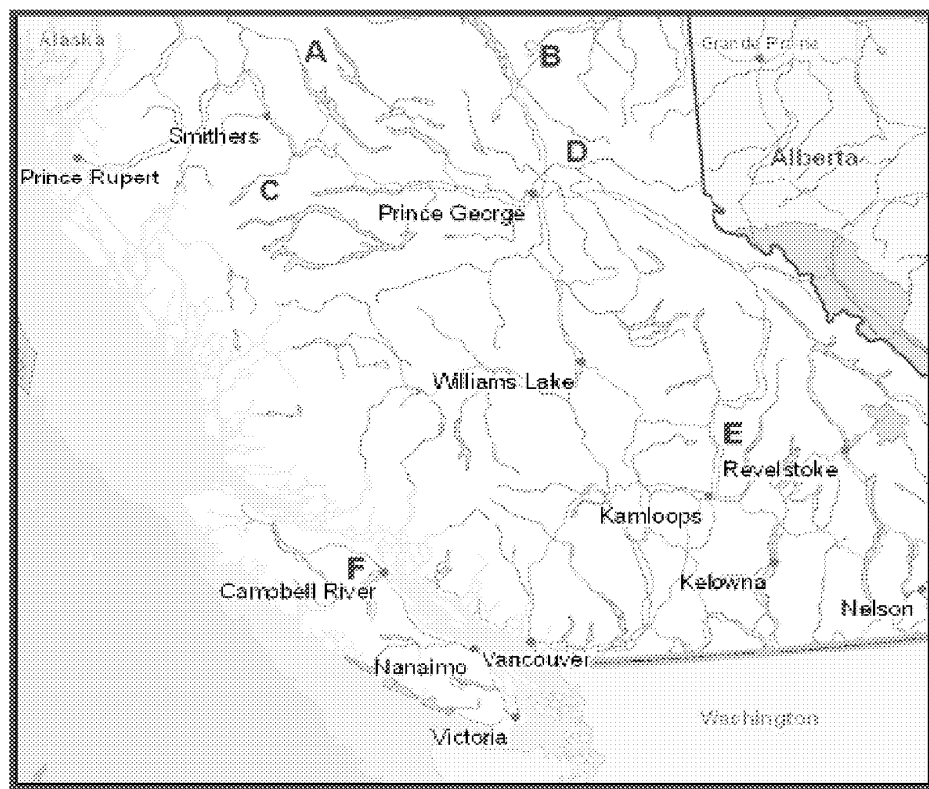 Alaska
A
B
Grande Prairie
Smithers
D
Alberta
Prince Rupert
C
Prince George
Williams Lake
E
Revelstoke
Kamloops
F
Campbell River
Kelowna
Nelson
Vancouver
Nanaimo
Washington
Victoria